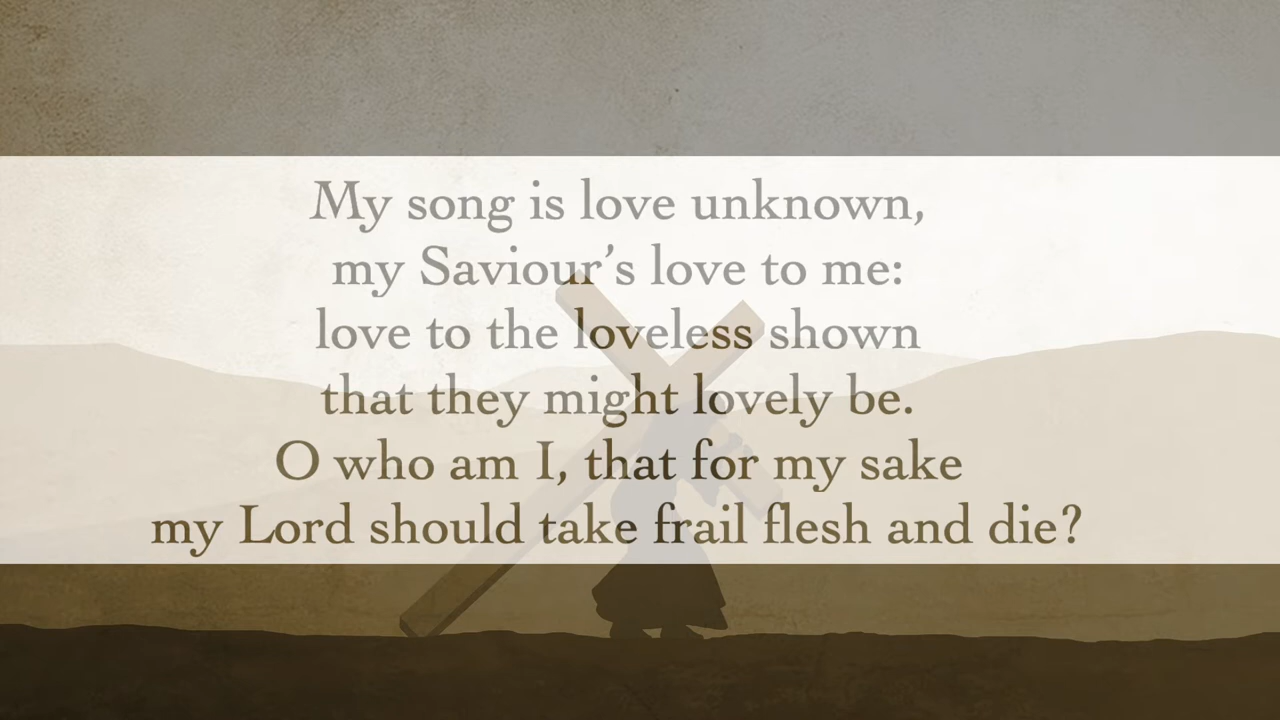 My song is love unknown,
my Saviour’s love to me:
love to the loveless shown
that they might lovely be.
O who am I, that for my sake
my Lord should take frail flesh and die?